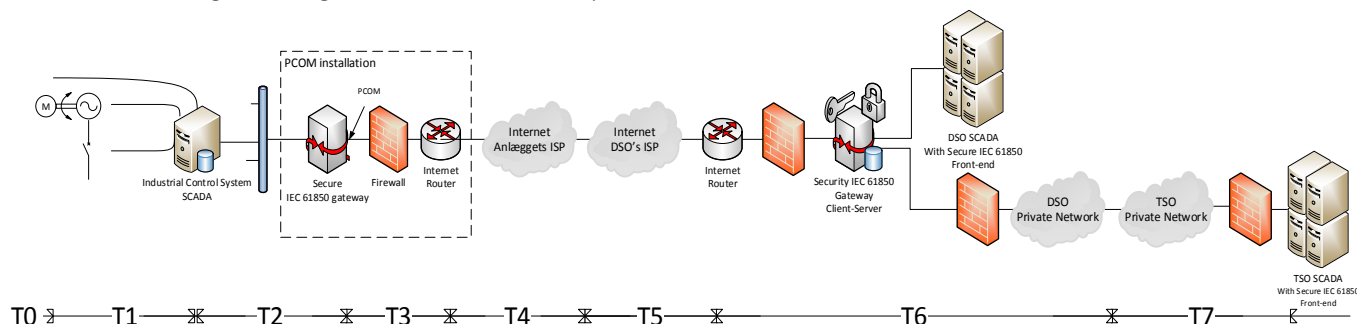 PCOM installation
PCOM
M
Industrial Control System
SCADA
Secure
IEC 61850 gateway
Firewall
Internet
Router
Internet
Anlæggets ISP
Internet
DSO's ISP
Internet
Router
Security IEC 61850
Gateway
Client-Server
DSO SCADA
With Secure IEC 61850
Front-end
DSO
Private Network
TSO
Private Network
TSO SCADA
With Secure IEC 61850
Front-end
T0 T1 T2 T3 T4 T5 T6 T7